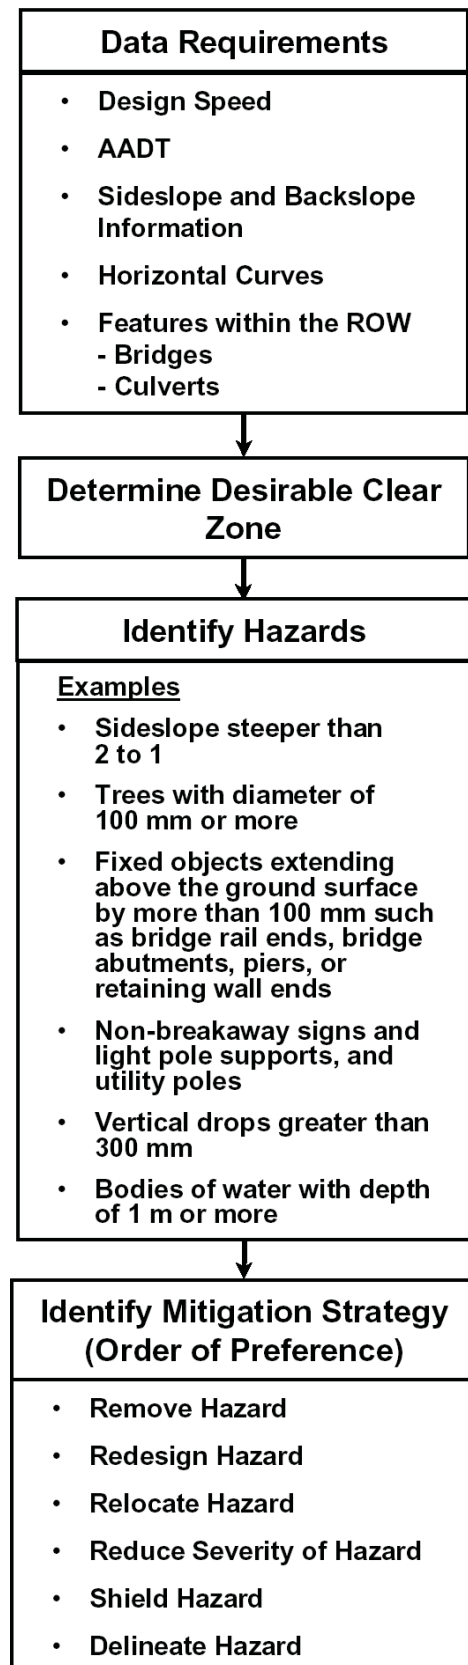 Data Requirements
• Design Speed
• AADT
• Sideslope and Backslope
Information
• Horizontal Curves
• Features within the ROW
- Bridges
- Culverts
Determine Desirable Clear
Zone
Identify Hazards
Examples
• Sideslope steeper than
2 to 1
• Trees with diameter of
100 mm or more
• Fixed objects extending
above the ground surface
by more than 100 mm such
as bridge rail ends, bridge
abutments, piers, or
retaining wall ends
• Non-breakaway signs and
light pole supports, and
utility poles
• Vertical drops greater than
300 mm
• Bodies of water with depth
of 1 m or more
Identify Mitigation Strategy
(Order of Preference)
• Remove Hazard
• Redesign Hazard
• Relocate Hazard
• Reduce Severity of Hazard
• Shield Hazard
• Delineate Hazard